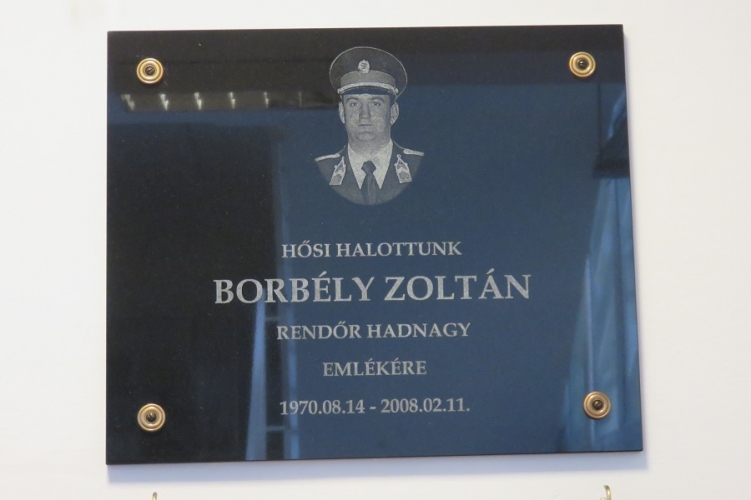 HŐSI HALOTTUNK
BORBÉLY ZOLTÁN
RENDŐR HADNAGY
EMLÉKÉRE
1970.08.14 - 2008.02.11.